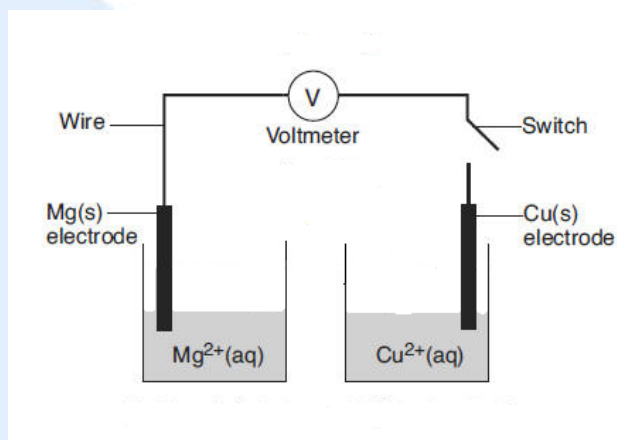 V
Wire
Voltmeter
Switch
Mg(s)
electrode
Cu(s)
electrode
Mg²⁺(aq)
Cu²⁺(aq)